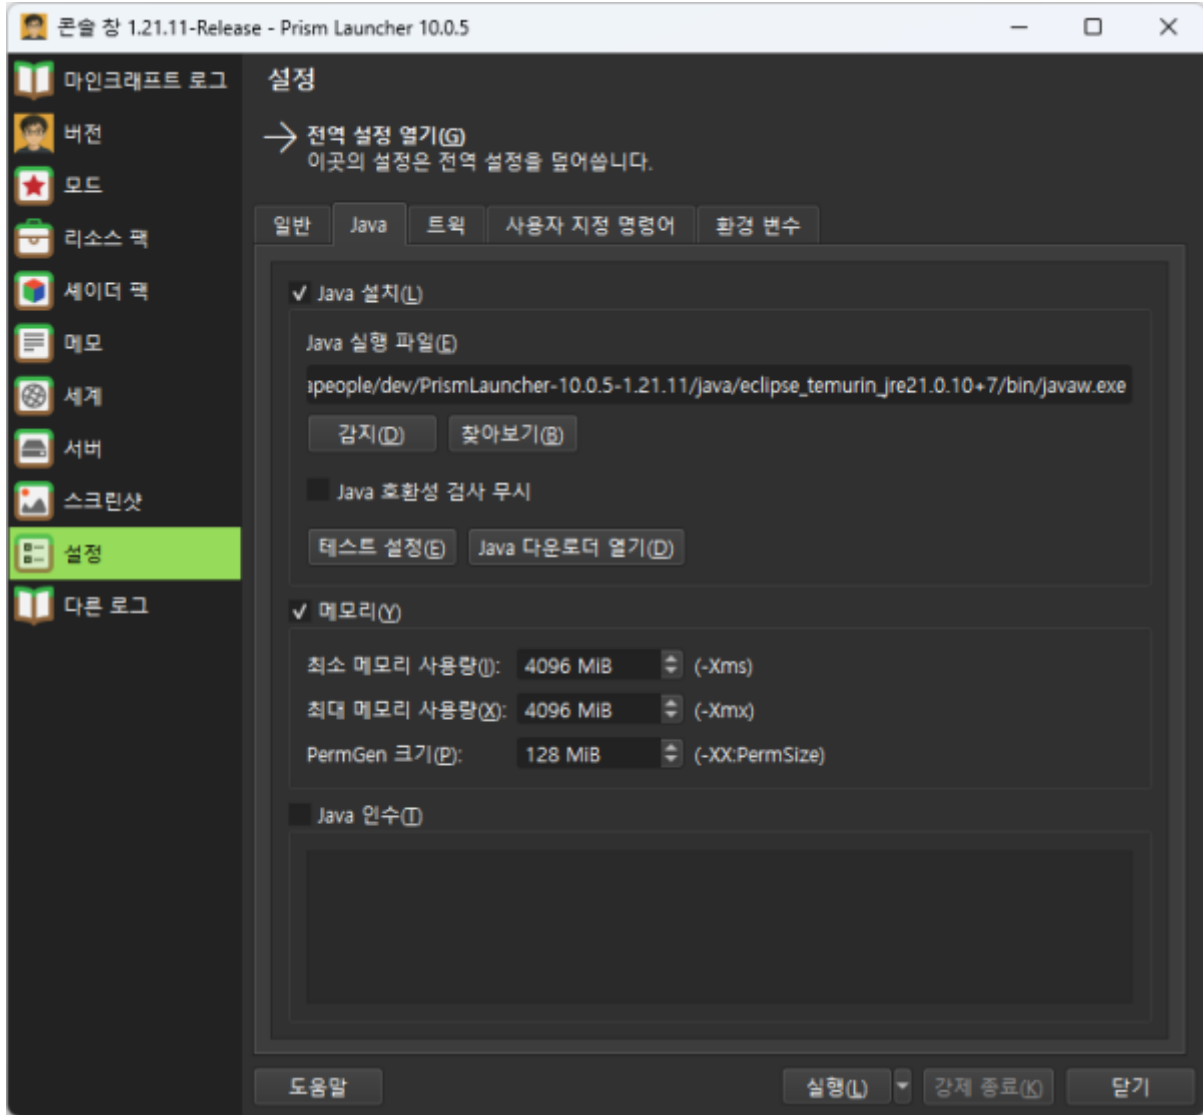 콘솔 창 1.21.11-Release - Prism Launcher 10.0.5
마인크래프트 로그
버전
모드
리소스 팩
셰이더 팩
메모
세계
서버
스크린샷
설정
다른 로그
설정
전역 설정 열기(G)
이곳의 설정은 전역 설정을 덮어씁니다.
일반 Java 트윅 사용자 지정 명령어 환경 변수
Java 설치(L)
Java 실행 파일(E)
apeople/dev/PrismLauncher-10.0.5-1.21.11/java/eclipse_temurin_jre21.0.10+7/bin/javaw.exe
감지(D) 찾아보기(B)
Java 호환성 검사 무시
테스트 설정(E) Java 다운로더 열기(D)
메모리(Y)
최소 메모리 사용량(I): 4096 MiB (-Xms)
최대 메모리 사용량(X): 4096 MiB (-Xmx)
PermGen 크기(P): 128 MiB (-XX:PermSize)
Java 인수(T)
도움말 실행(L) 강제 종료(K) 닫기